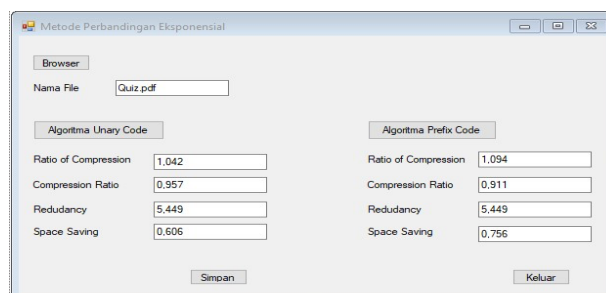 Metode Perbandingan Eksponensial
Browser
Nama File Quiz.pdf
Algoritma Unary Code Algoritma Prefix Code
Ratio of Compression 1,042 Ratio of Compression 1,094
Compression Ratio 0,957 Compression Ratio 0,911
Redudancy 5,449 Redudancy 5,449
Space Saving 0,606 Space Saving 0,756
Simpan Keluar